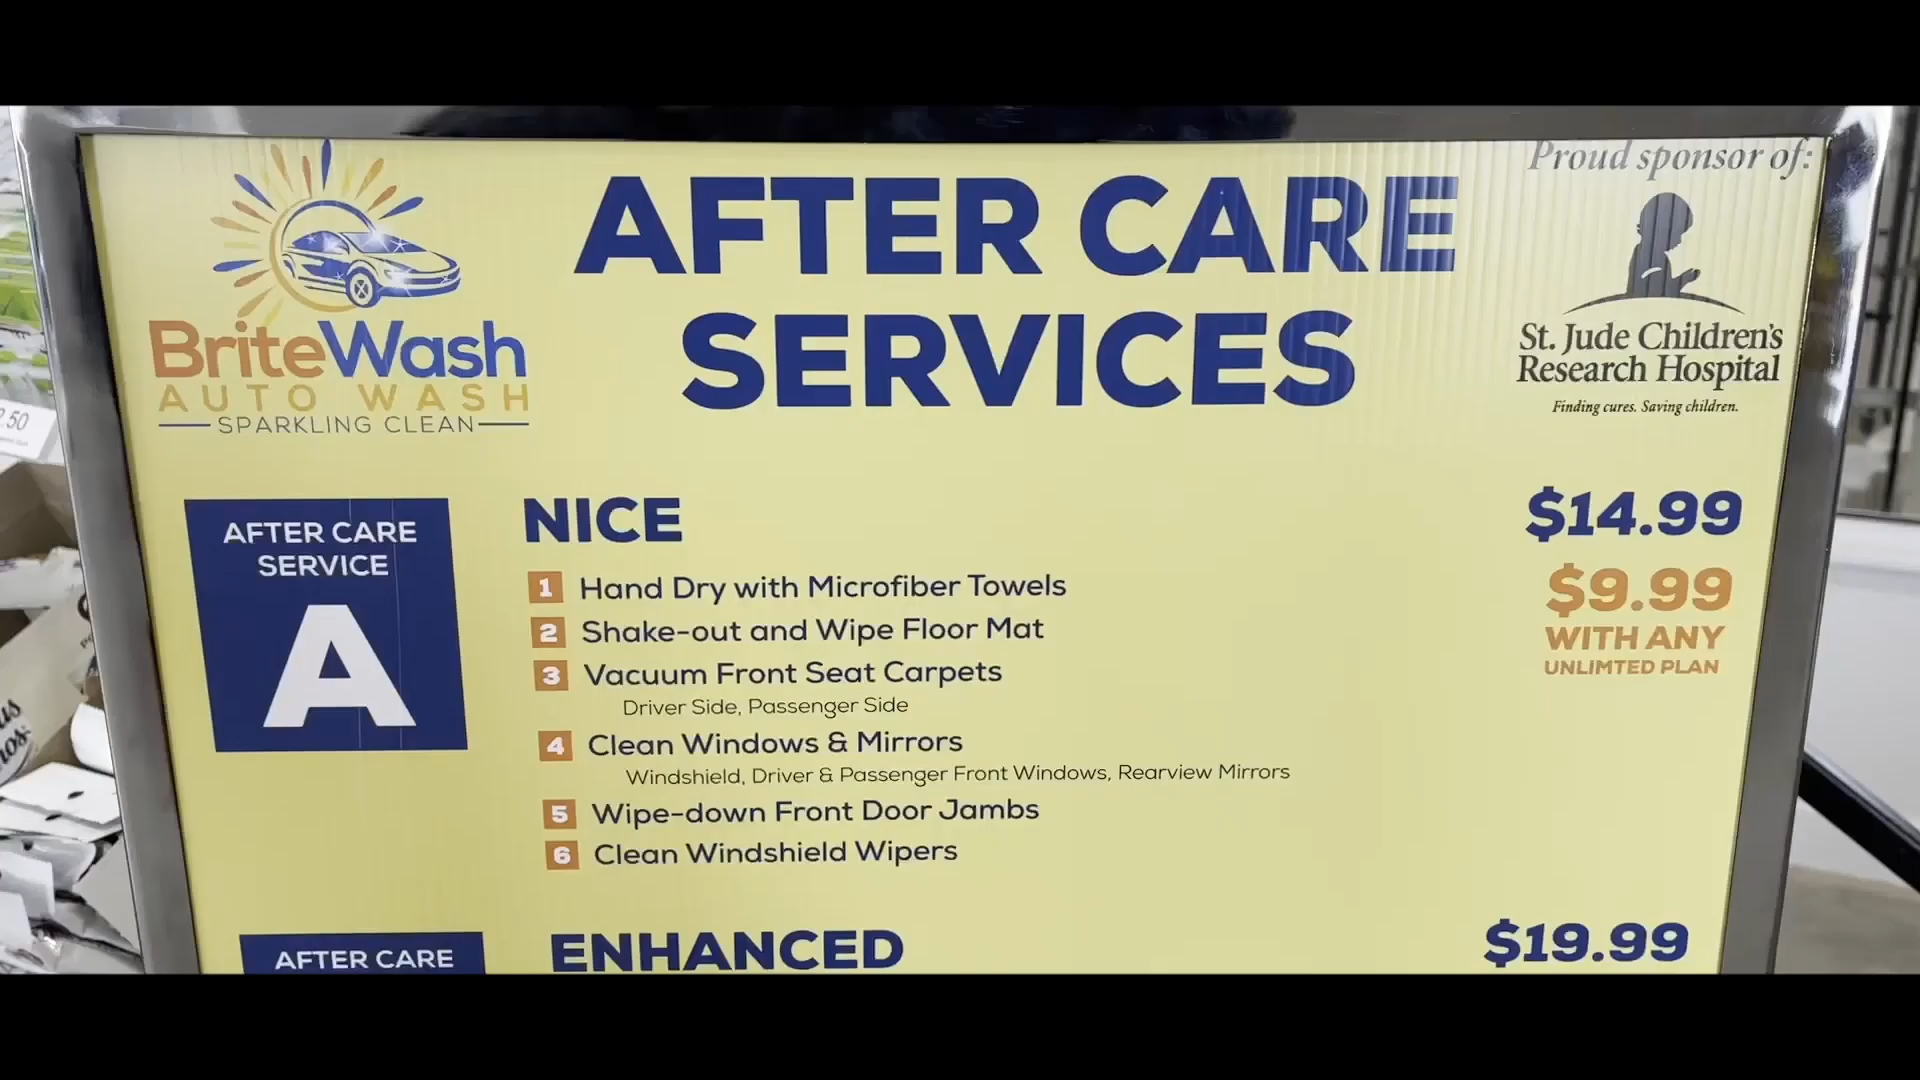 Proud sponsor of:
AFTER CARE
SERVICES
BriteWash
AUTO WASH
SPARKLING CLEAN
St. Jude Children's
Research Hospital
Finding cures. Saving children.
.50
AFTER CARE
SERVICE
A
NICE
$14.99
$9.99
WITH ANY
UNLIMTED PLAN
1 Hand Dry with Microfiber Towels
2 Shake-out and Wipe Floor Mat
3 Vacuum Front Seat Carpets
Driver Side, Passenger Side
4 Clean Windows & Mirrors
Windshield, Driver & Passenger Front Windows, Rearview Mirrors
5 Wipe-down Front Door Jambs
6 Clean Windshield Wipers
AFTER CARE
ENHANCED
$19.99